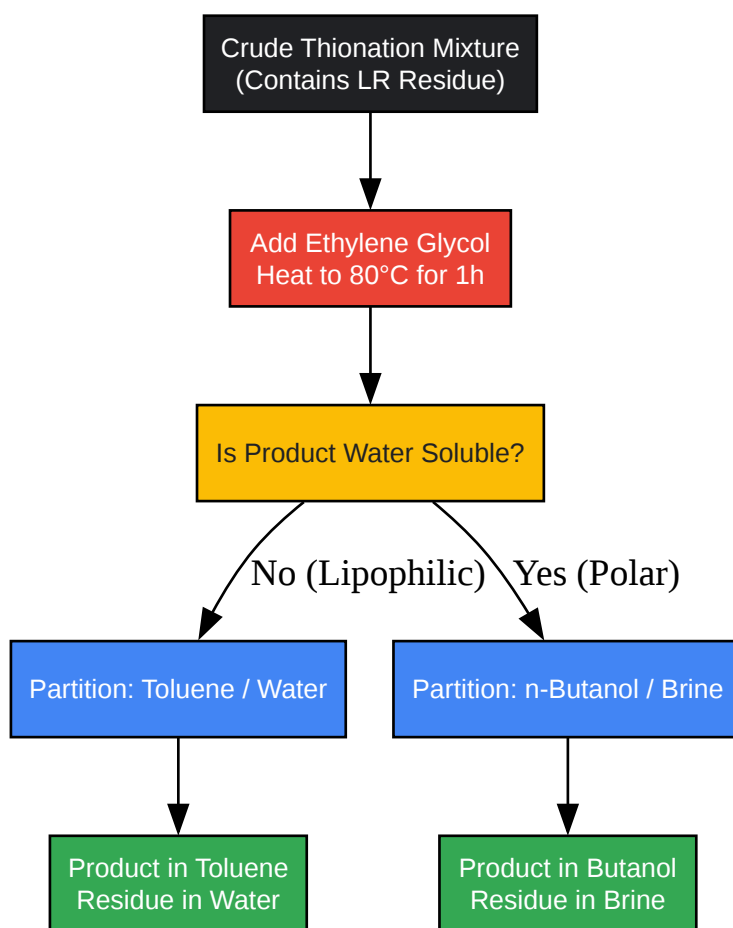 Crude Thionation Mixture
(Contains LR Residue)
Add Ethylene Glycol
Heat to 80°C for 1h
Is Product Water Soluble?
No (Lipophilic)
Yes (Polar)
Partition: Toluene / Water
Partition: n-Butanol / Brine
Product in Toluene
Residue in Water
Product in Butanol
Residue in Brine